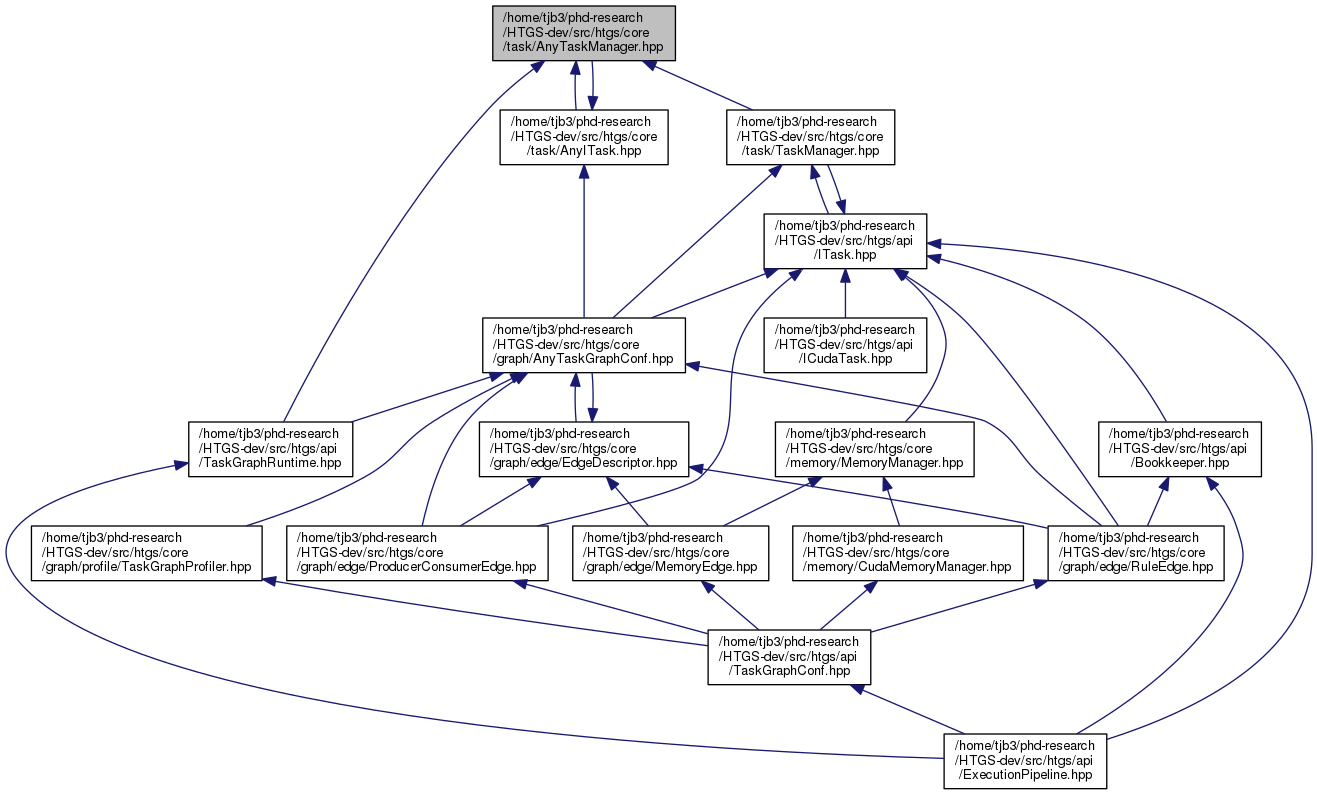 /home/tjb3/phd-research
/HTGS-dev/src/htgs/core
/task/AnyTaskManager.hpp
/home/tjb3/phd-research
/HTGS-dev/src/htgs/core
/task/AnyITask.hpp
/home/tjb3/phd-research
/HTGS-dev/src/htgs/core
/task/TaskManager.hpp
/home/tjb3/phd-research
/HTGS-dev/src/htgs/api
/ITask.hpp
/home/tjb3/phd-research
/HTGS-dev/src/htgs/core
/graph/AnyTaskGraphConf.hpp
/home/tjb3/phd-research
/HTGS-dev/src/htgs/api
/ICudaTask.hpp
/home/tjb3/phd-research
/HTGS-dev/src/htgs/api
/TaskGraphRuntime.hpp
/home/tjb3/phd-research
/HTGS-dev/src/htgs/core
/graph/edge/EdgeDescriptor.hpp
/home/tjb3/phd-research
/HTGS-dev/src/htgs/core
/memory/MemoryManager.hpp
/home/tjb3/phd-research
/HTGS-dev/src/htgs/api
/Bookkeeper.hpp
/home/tjb3/phd-research
/HTGS-dev/src/htgs/core
/graph/profile/TaskGraphProfiler.hpp
/home/tjb3/phd-research
/HTGS-dev/src/htgs/core
/graph/edge/ProducerConsumerEdge.hpp
/home/tjb3/phd-research
/HTGS-dev/src/htgs/core
/graph/edge/MemoryEdge.hpp
/home/tjb3/phd-research
/HTGS-dev/src/htgs/core
/memory/CudaMemoryManager.hpp
/home/tjb3/phd-research
/HTGS-dev/src/htgs/core
/graph/edge/RuleEdge.hpp
/home/tjb3/phd-research
/HTGS-dev/src/htgs/api
/TaskGraphConf.hpp
/home/tjb3/phd-research
/HTGS-dev/src/htgs/api
/ExecutionPipeline.hpp